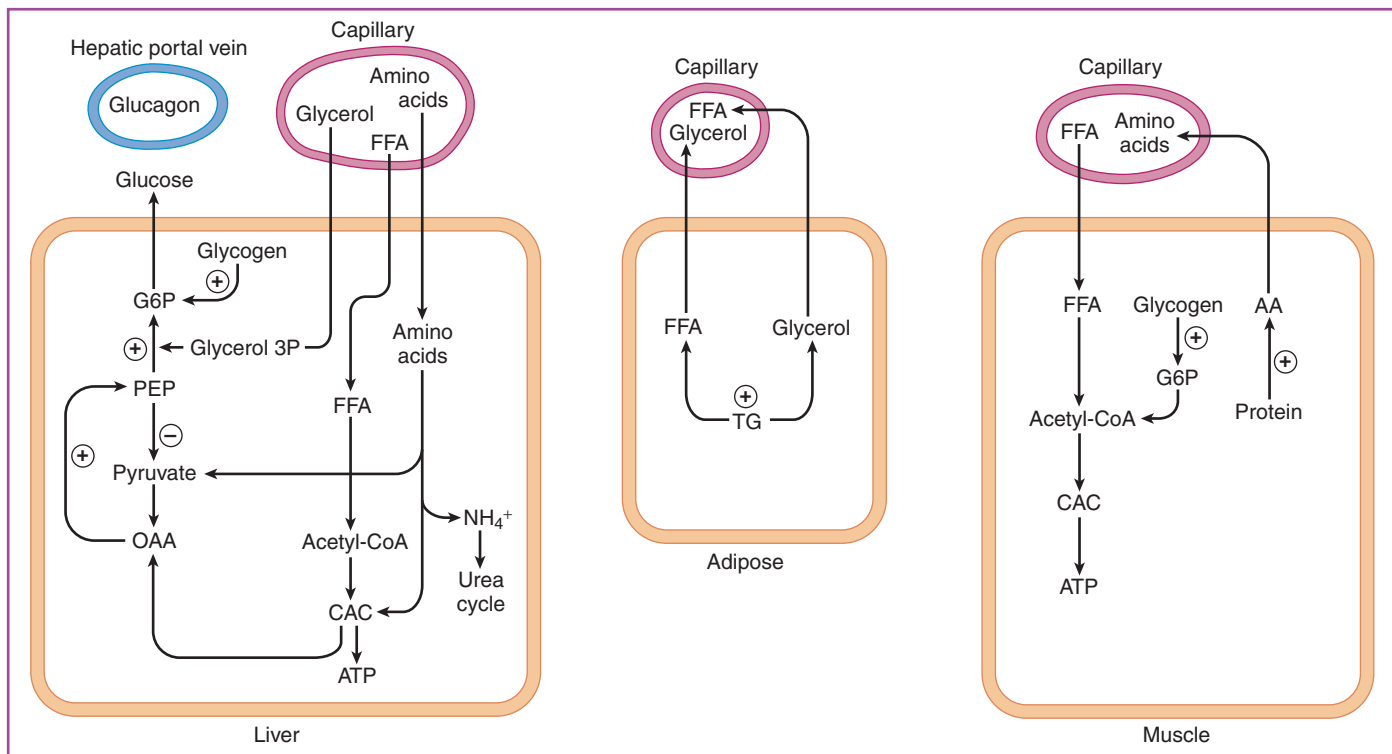 Hepatic portal vein
Glucagon
Capillary
Amino
acids
Glycerol
FFA
Glucose
Glycogen
+
G6P
+
Glycerol 3P
PEP
−
+
Pyruvate
OAA
Amino
acids
FFA
Acetyl-CoA
NH₄⁺
Urea
cycle
CAC
ATP
Liver
Capillary
FFA
Glycerol
FFA
Glycerol
+
TG
Adipose
Capillary
FFA
Amino
acids
FFA
Glycogen
+
G6P
AA
+
Protein
Acetyl-CoA
CAC
ATP
Muscle